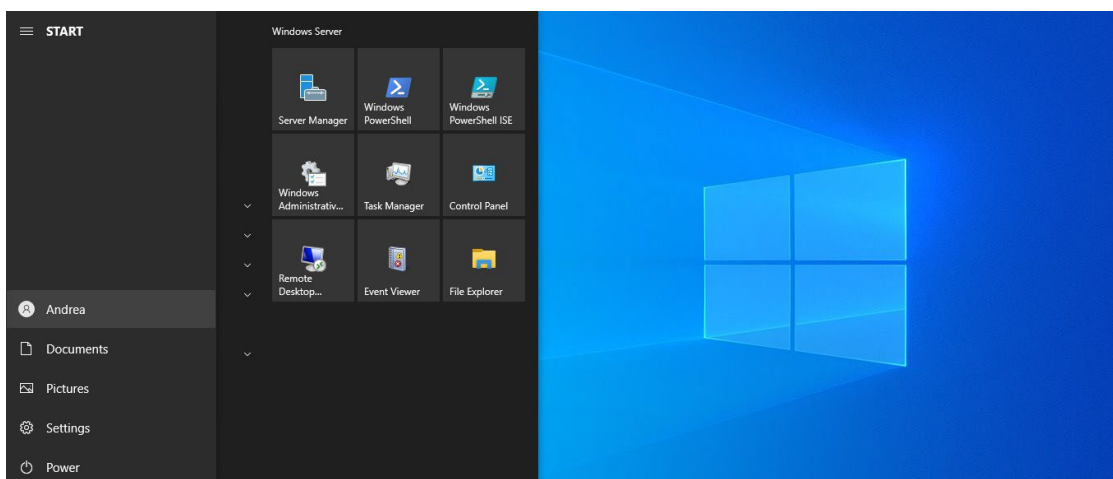 START
Windows Server
Server Manager
Windows
PowerShell
Windows
PowerShell ISE
Windows
Administrativ...
Task Manager
Control Panel
Remote
Desktop...
Event Viewer
File Explorer
Andrea
Documents
Pictures
Settings
Power